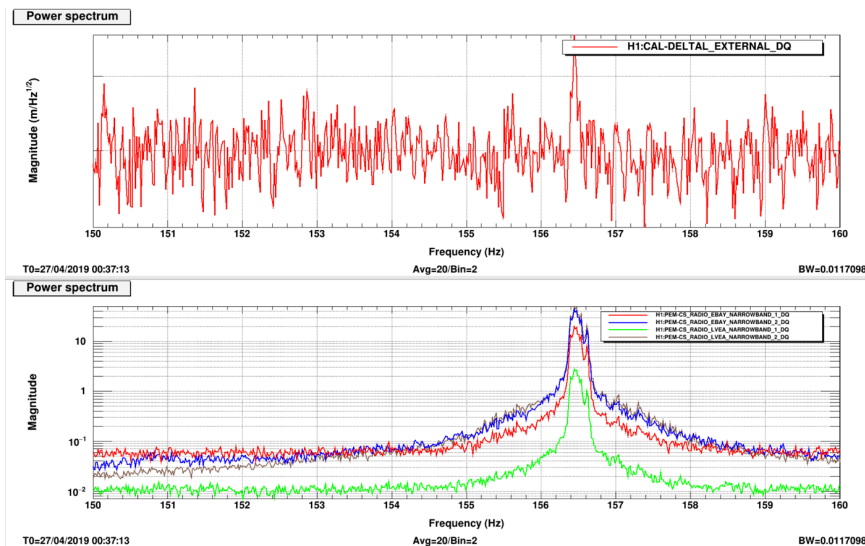 Power spectrum
H1:CAL-DELTAL_EXTERNAL_DQ
Magnitude (m/Hz^1/2)
150 151 152 153 154 155 156 157 158 159 160
Frequency (Hz)
T0=27/04/2019 00:37:13 Avg=20/Bin=2 BW=0.0117098
Power spectrum
H1:PEM-CS_RADIO_EBAY_NARROWBAND_1_DQ
H1:PEM-CS_RADIO_EBAY_NARROWBAND_2_DQ
H1:PEM-CS_RADIO_LVEA_NARROWBAND_1_DQ
H1:PEM-CS_RADIO_LVEA_NARROWBAND_2_DQ
Magnitude
10
1
10^-1
10^-2
150 151 152 153 154 155 156 157 158 159 160
Frequency (Hz)
T0=27/04/2019 00:37:13 Avg=20/Bin=2 BW=0.0117098